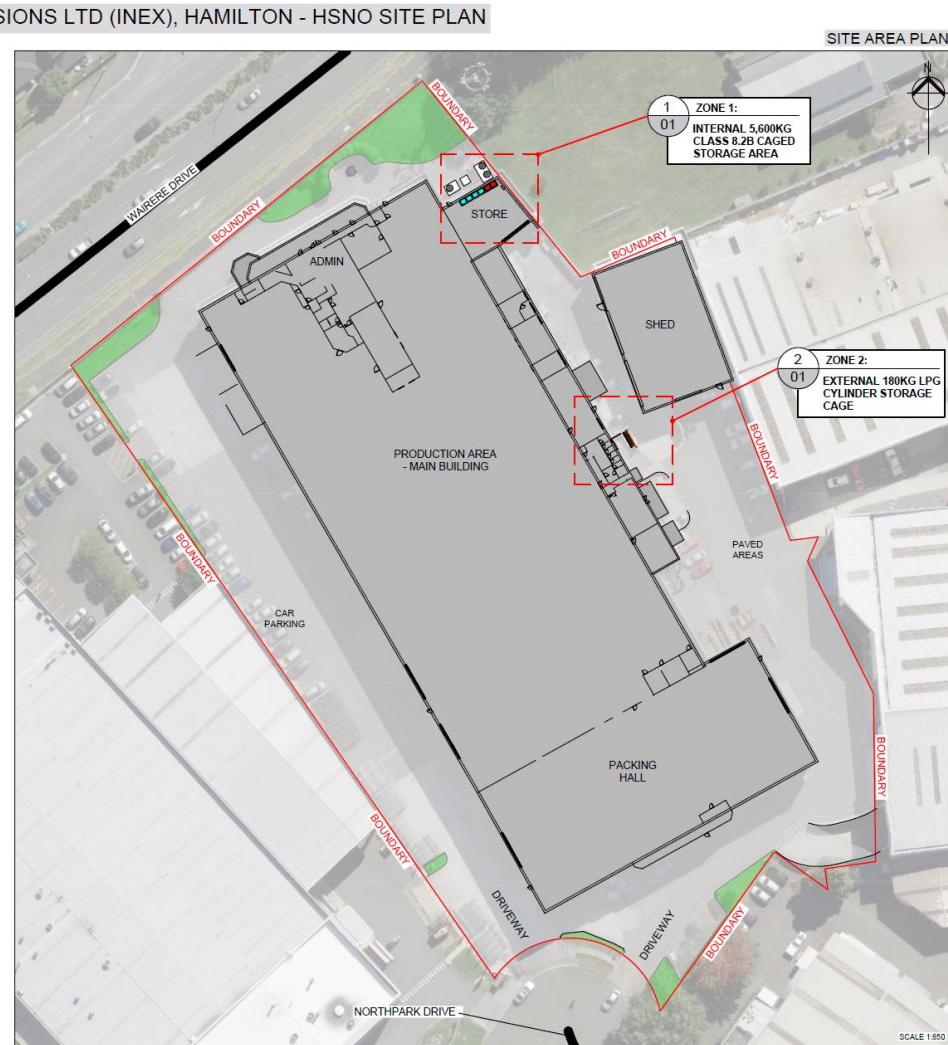 SIONS LTD (INEX), HAMILTON - HSNO SITE PLAN
SITE AREA PLAN
N
BOUNDARY
1
01
ZONE 1:
INTERNAL 5,600KG
CLASS 8.2B CAGED
STORAGE AREA
WAIRERE DRIVE
BOUNDARY
STORE
BOUNDARY
ADMIN
SHED
2
01
ZONE 2:
EXTERNAL 180KG LPG
CYLINDER STORAGE
CAGE
PRODUCTION AREA
- MAIN BUILDING
BOUNDARY
BOUNDARY
PAVED
AREAS
CAR
PARKING
PACKING
HALL
BOUNDARY
BOUNDARY
DRIVEWAY
DRIVEWAY
BOUNDARY
NORTHPARK DRIVE
SCALE 1:850